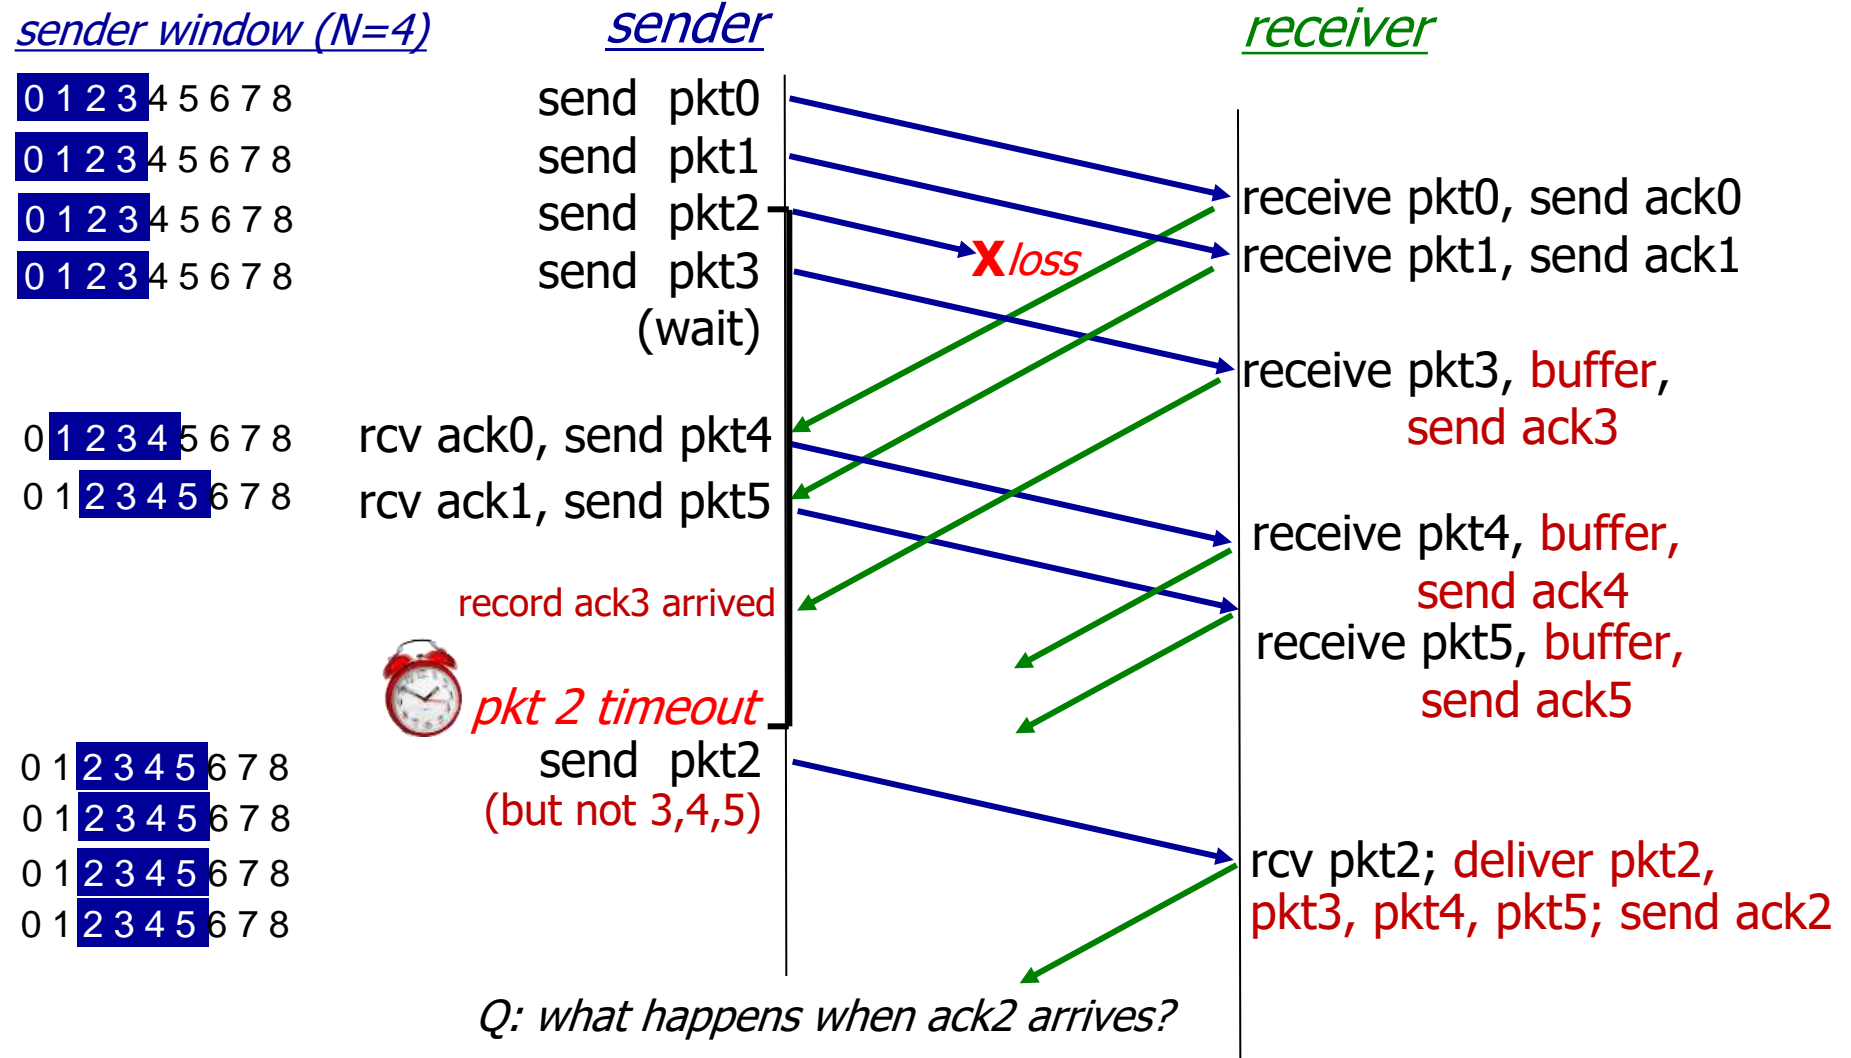 sender window (N=4)
sender
receiver
0 1 2 3 4 5 6 7 8
send pkt0
0 1 2 3 4 5 6 7 8
send pkt1
receive pkt0, send ack0
0 1 2 3 4 5 6 7 8
send pkt2
X loss
receive pkt1, send ack1
0 1 2 3 4 5 6 7 8
send pkt3
(wait)
receive pkt3, buffer,
send ack3
0 1 2 3 4 5 6 7 8
rcv ack0, send pkt4
0 1 2 3 4 5 6 7 8
rcv ack1, send pkt5
receive pkt4, buffer,
send ack4
record ack3 arrived
receive pkt5, buffer,
send ack5
pkt 2 timeout
0 1 2 3 4 5 6 7 8
send pkt2
0 1 2 3 4 5 6 7 8
(but not 3,4,5)
0 1 2 3 4 5 6 7 8
rcv pkt2; deliver pkt2,
0 1 2 3 4 5 6 7 8
pkt3, pkt4, pkt5; send ack2
Q: what happens when ack2 arrives?